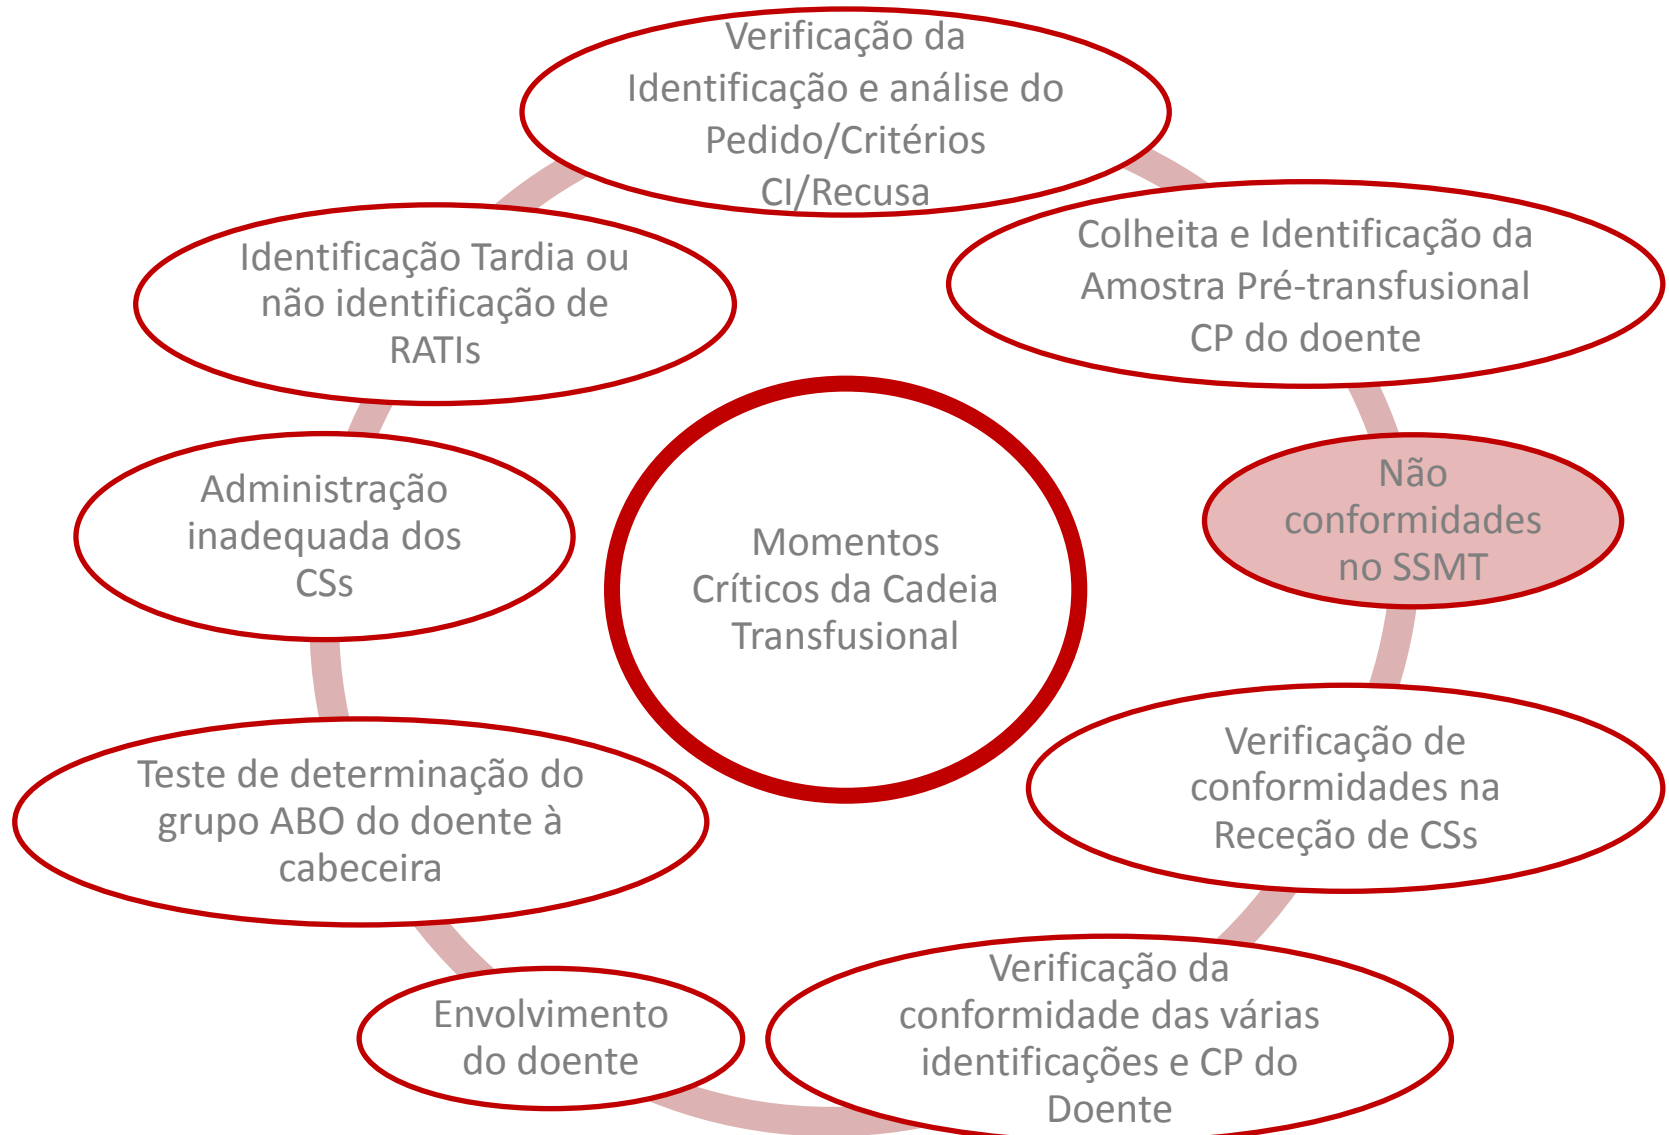 Verificação da
Identificação e análise do
Pedido/Critérios
CI/Recusa
Colheita e Identificação da
Amostra Pré-transfusional
CP do doente
Não
conformidades
no SSMT
Verificação de
conformidades na
Receção de CSs
Verificação da
conformidade das várias
identificações e CP do
Doente
Envolvimento
do doente
Teste de determinação do
grupo ABO do doente à
cabeceira
Administração
inadequada dos
CSs
Identificação Tardia ou
não identificação de
RATIs
Momentos
Críticos da Cadeia
Transfusional